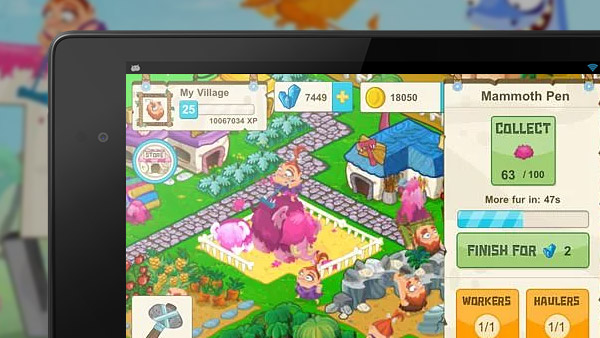 My Village
25
10067034 XP
7449
18050
STORE
Mammoth Pen
COLLECT
63 / 100
More fur in: 47s
FINISH FOR 2
WORKERS
1/1
HAULERS
1/1